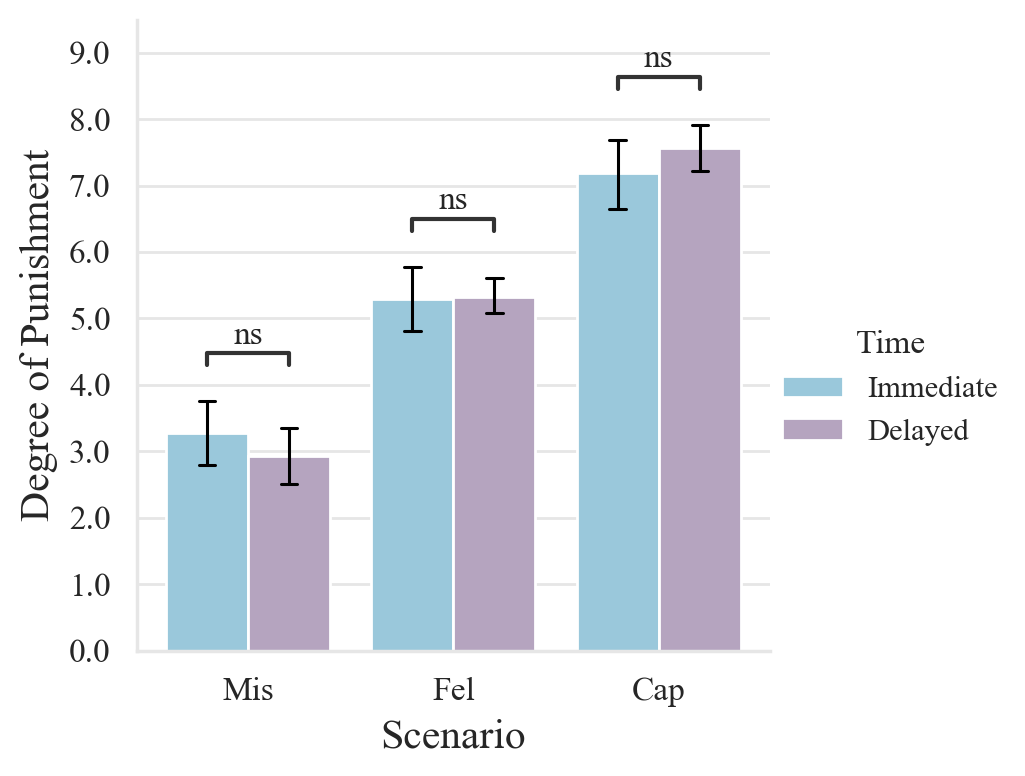 Degree of Punishment
9.0
8.0
7.0
6.0
5.0
4.0
3.0
2.0
1.0
0.0
ns
ns
ns
Mis Fel Cap
Scenario
Time
Immediate
Delayed